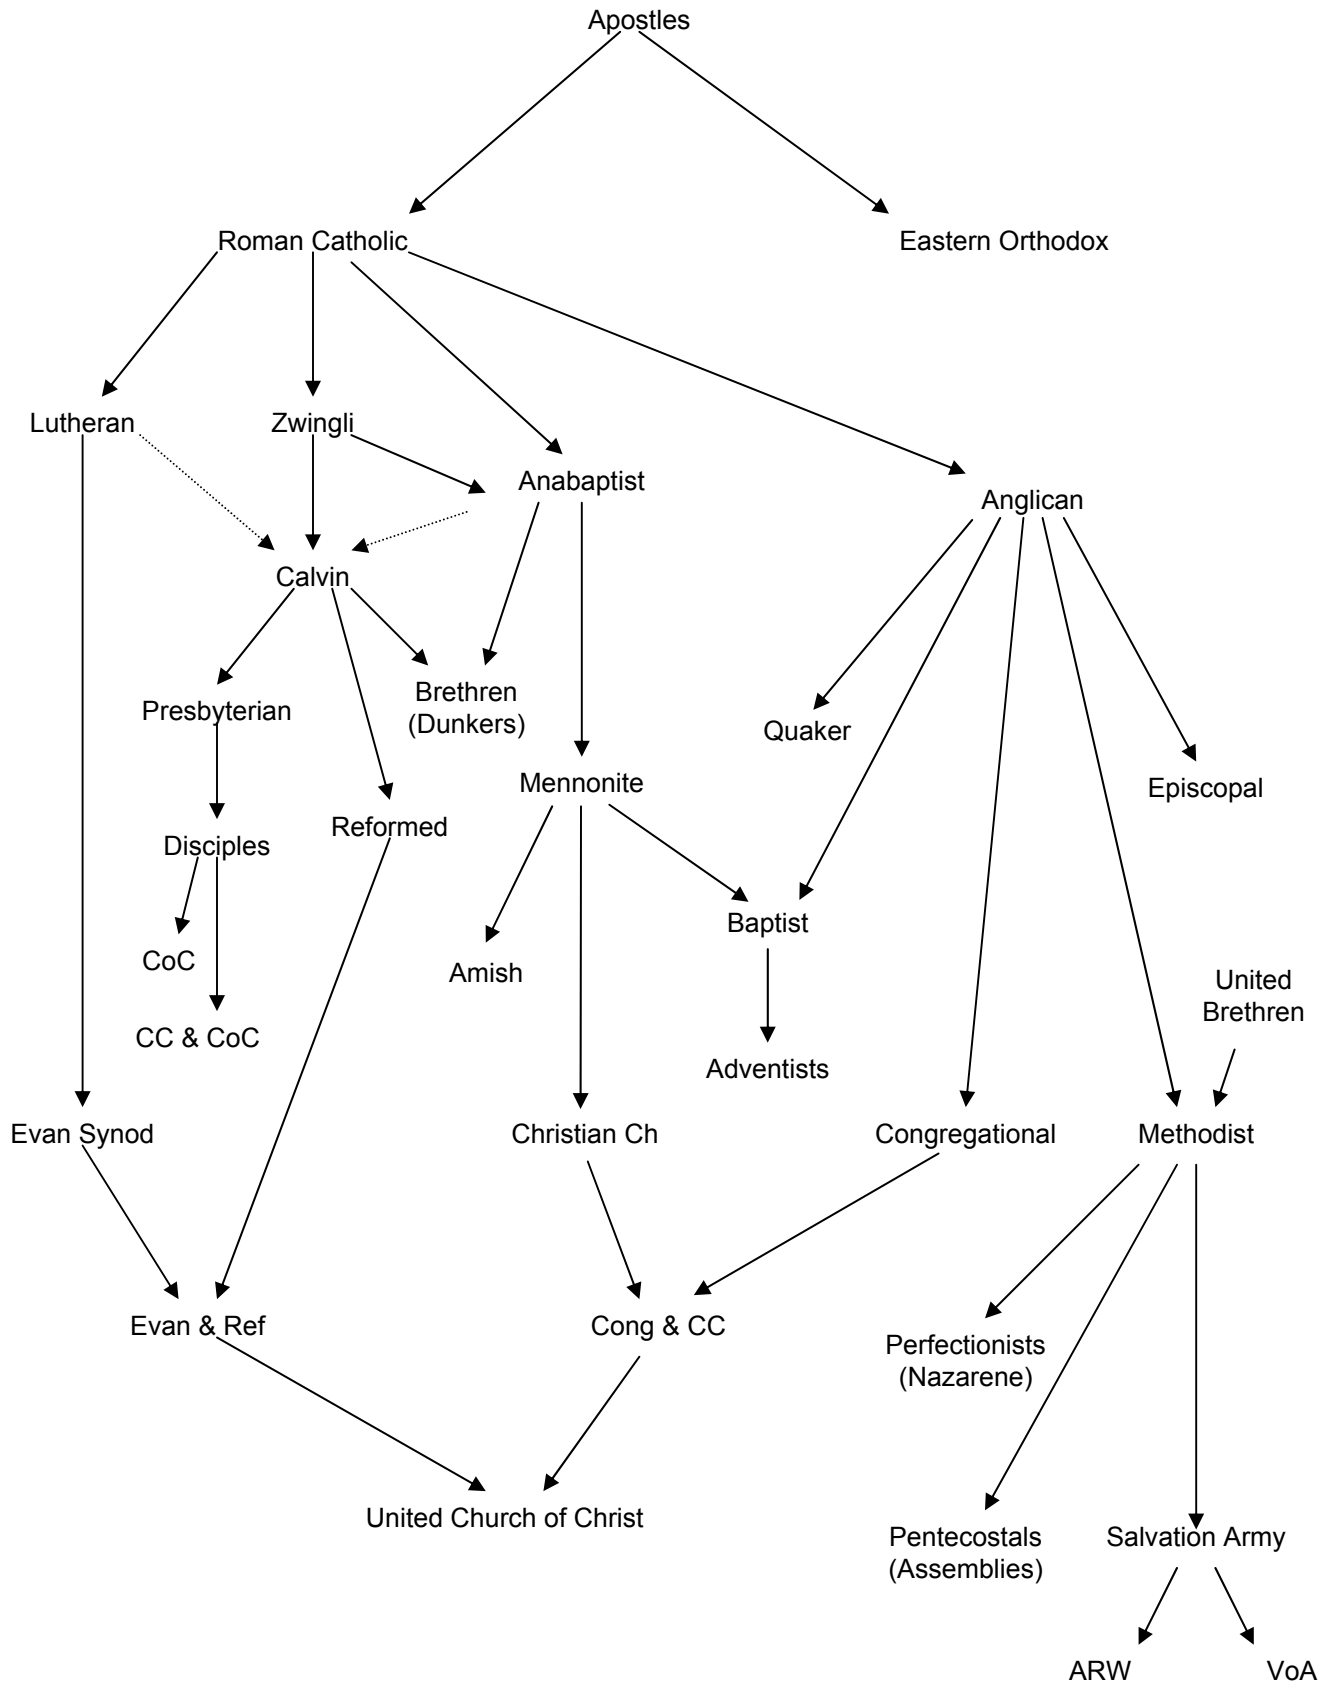 Apostles
Roman Catholic
Eastern Orthodox
Lutheran
Zwingli
Anabaptist
Anglican
Calvin
Presbyterian
Brethren
(Dunkers)
Quaker
Mennonite
Episcopal
Reformed
Disciples
Baptist
CoC
Amish
United
Brethren
CC & CoC
Adventists
Evan Synod
Christian Ch
Congregational
Methodist
Evan & Ref
Cong & CC
Perfectionists
(Nazarene)
United Church of Christ
Pentecostals
(Assemblies)
Salvation Army
ARW
VoA